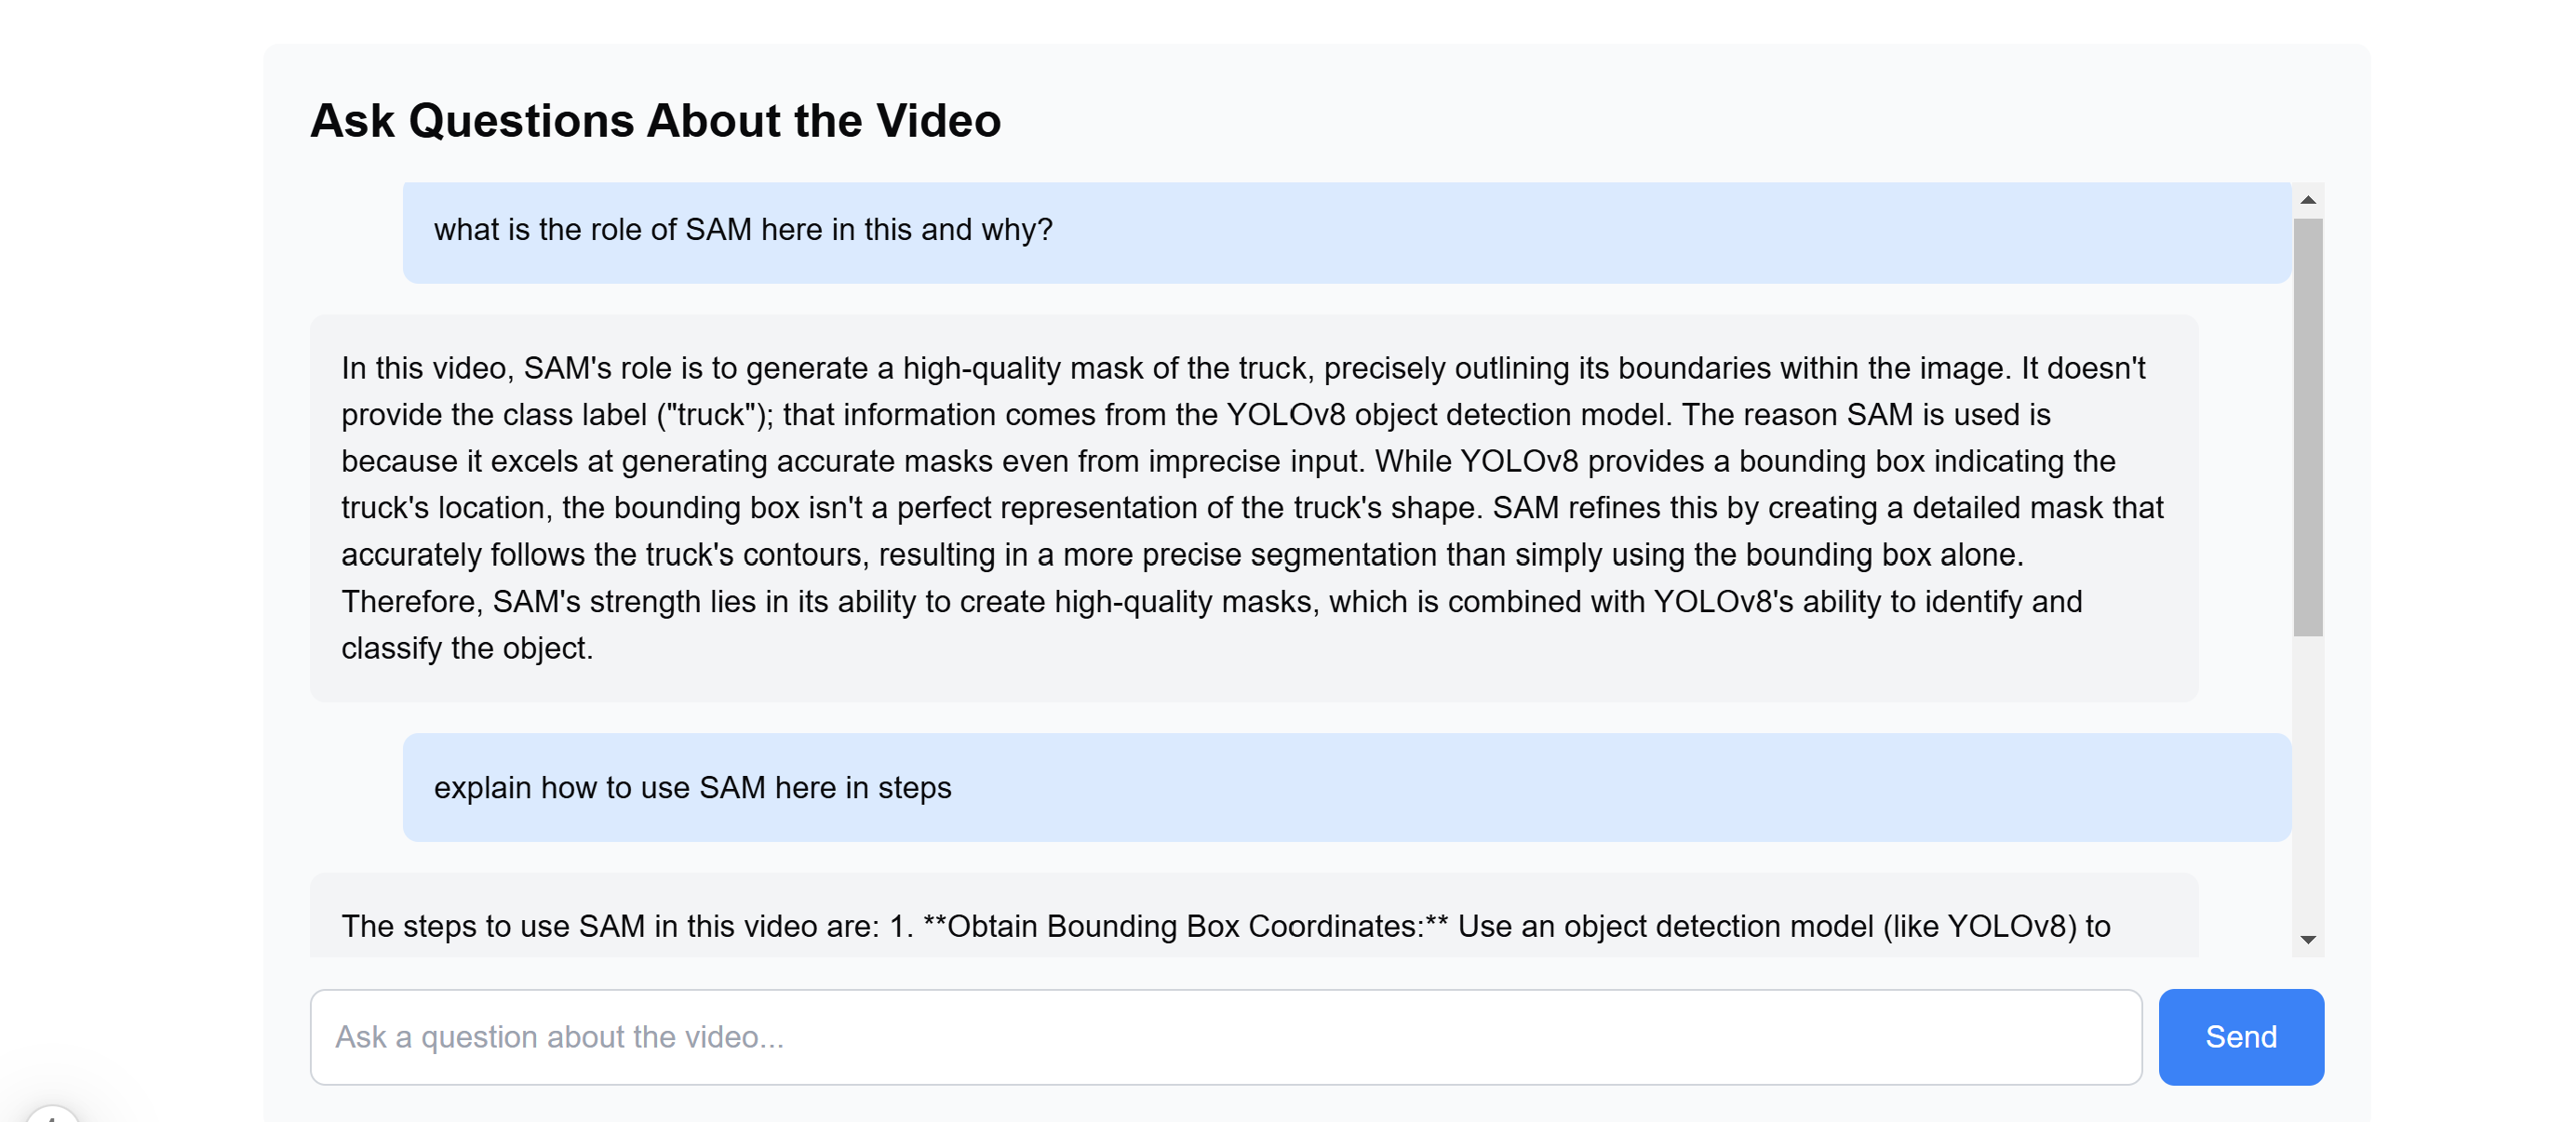 Ask Questions About the Video
what is the role of SAM here in this and why?
In this video, SAM's role is to generate a high-quality mask of the truck, precisely outlining its boundaries within the image. It doesn't
provide the class label ("truck"); that information comes from the YOLOv8 object detection model. The reason SAM is used is
because it excels at generating accurate masks even from imprecise input. While YOLOv8 provides a bounding box indicating the
truck's location, the bounding box isn't a perfect representation of the truck's shape. SAM refines this by creating a detailed mask that
accurately follows the truck's contours, resulting in a more precise segmentation than simply using the bounding box alone.
Therefore, SAM's strength lies in its ability to create high-quality masks, which is combined with YOLOv8's ability to identify and
classify the object.
explain how to use SAM here in steps
The steps to use SAM in this video are: 1. **Obtain Bounding Box Coordinates:** Use an object detection model (like YOLOv8) to
Ask a question about the video...
Send